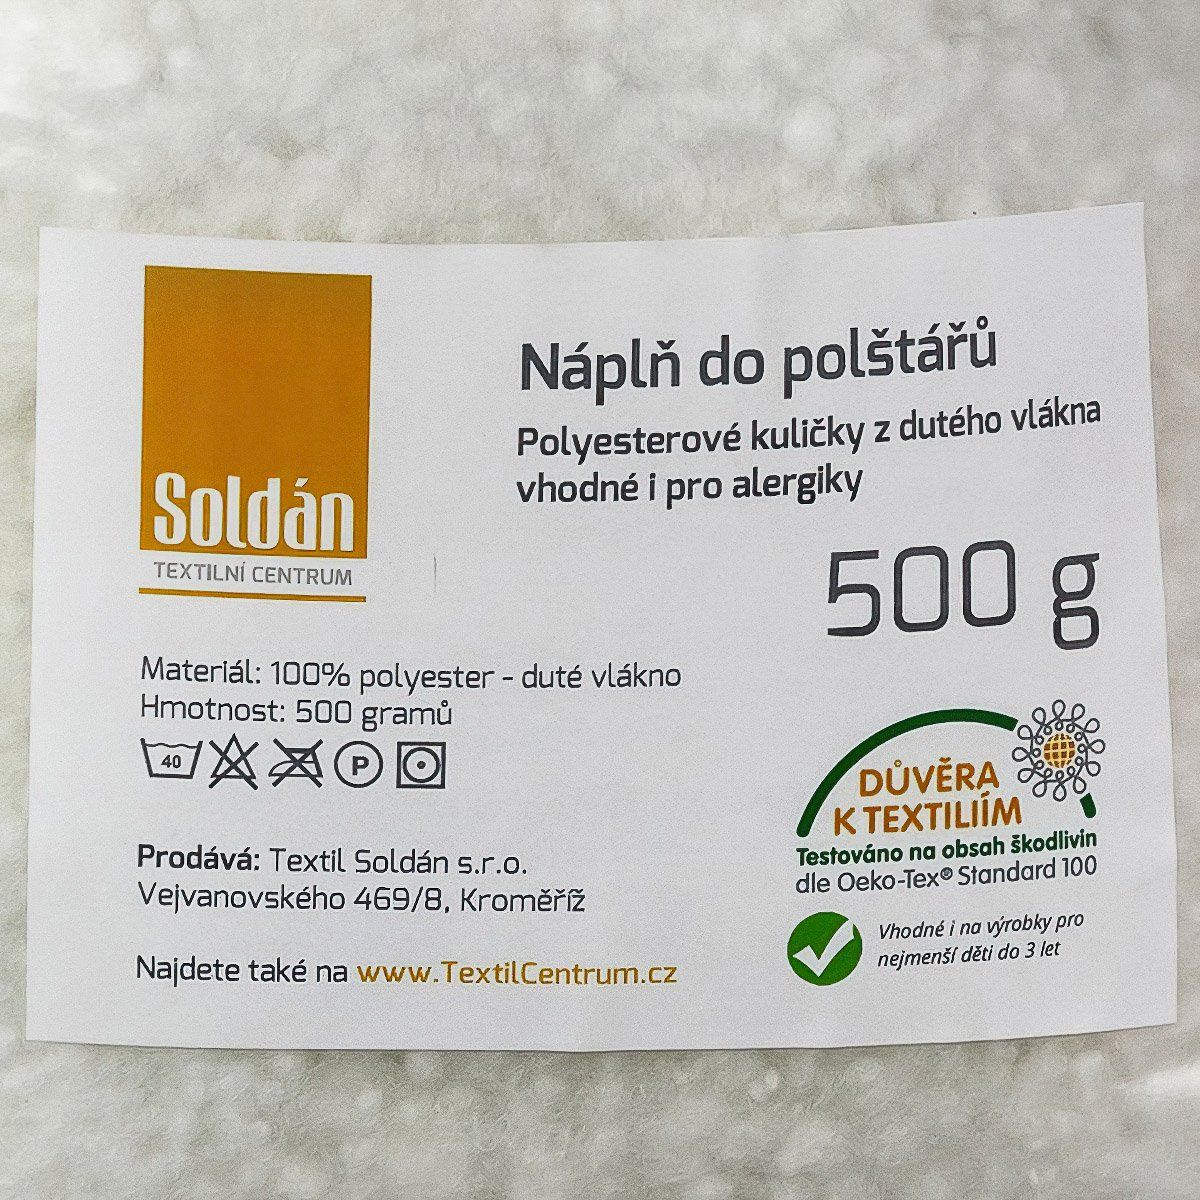 Soldán
TEXTILNÍ CENTRUM
Náplň do polštářů
Polyesterové kuličky z dutého vlákna
vhodné i pro alergiky
500 g
Materiál: 100% polyester - duté vlákno
Hmotnost: 500 gramů
40
P
Prodává: Textil Soldán s.r.o.
Vejvanovského 469/8, Kroměříž
Najdete také na www.TextilCentrum.cz
DŮVĚRA
K TEXTILIÍM
Testováno na obsah škodlivin
dle Oeko-Tex® Standard 100
Vhodné i na výrobky pro
nejmenší děti do 3 let